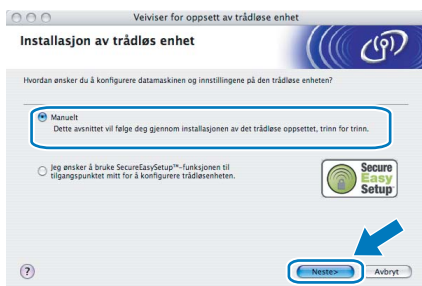 Veiviser for oppsett av trådløse enhet
Installasjon av trådløs enhet
Hvordan ønsker du å konfigurere datamaskinen og innstillingene på den trådløse enheten?
Manuelt
Dette avsnittet vil følge deg gjennom installasjonen av det trådløse oppsettet, trinn for trinn.
Jeg ønsker å bruke SecureEasySetup™-funksjonen til
tilgangspunktet mitt for å konfigurere trådløsenheten.
Secure
Easy
Setup
?
Neste>
Avbryt